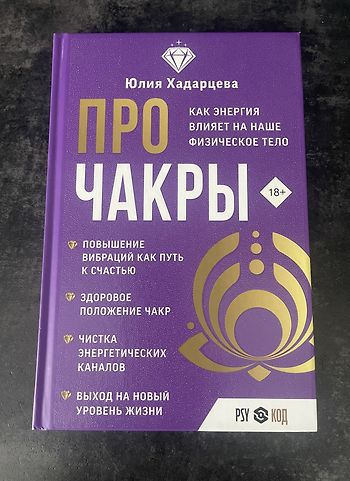 Юлия Хадарцева
ПРО
КАК ЭНЕРГИЯ
ВЛИЯЕТ НА НАШЕ
ФИЗИЧЕСКОЕ ТЕЛО
ЧАКРЫ
18+
ПОВЫШЕНИЕ
ВИБРАЦИЙ КАК ПУТЬ
К СЧАСТЬЮ
ЗДОРОВОЕ
ПОЛОЖЕНИЕ ЧАКР
ЧИСТКА
ЭНЕРГЕТИЧЕСКИХ
КАНАЛОВ
ВЫХОД НА НОВЫЙ
УРОВЕНЬ ЖИЗНИ
PSY КОД